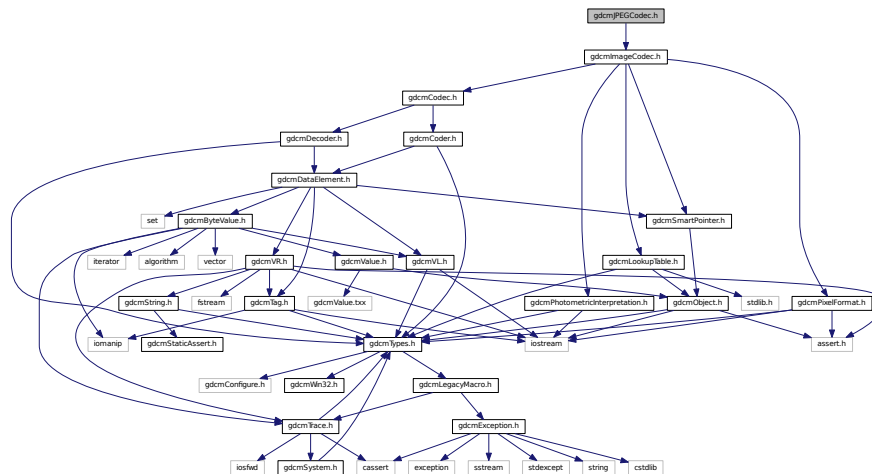 gdcmJPEGCodec.h
gdcmImageCodec.h
gdcmCodec.h
gdcmDecoder.h
gdcmCoder.h
gdcmDataElement.h
set
gdcmByteValue.h
gdcmSmartPointer.h
iterator
algorithm
vector
gdcmVR.h
gdcmValue.h
gdcmVL.h
gdcmLookupTable.h
gdcmString.h
fstream
gdcmTag.h
gdcmValue.txx
gdcmPhotometricInterpretation.h
gdcmObject.h
stdlib.h
gdcmPixelFormat.h
iomanip
gdcmStaticAssert.h
gdcmTypes.h
iostream
assert.h
gdcmConfigure.h
gdcmWin32.h
gdcmLegacyMacro.h
gdcmTrace.h
gdcmException.h
iosfwd
gdcmSystem.h
cassert
exception
sstream
stdexcept
string
cstdlib